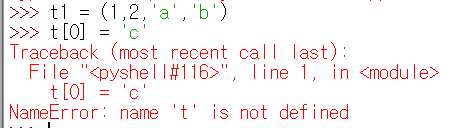 >>> t1 = (1,2,'a','b')
>>> t[0] = 'c'
Traceback (most recent call last):
  File "<pyshell#116>", line 1, in <module>
    t[0] = 'c'
NameError: name 't' is not defined